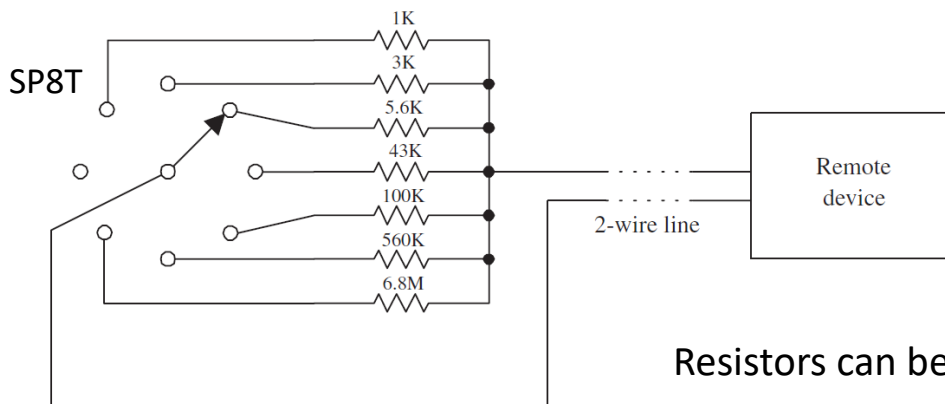 1K
SP8T
3K
5.6K
43K
100K
560K
6.8M
2-wire line
Remote
device
Resistors can be